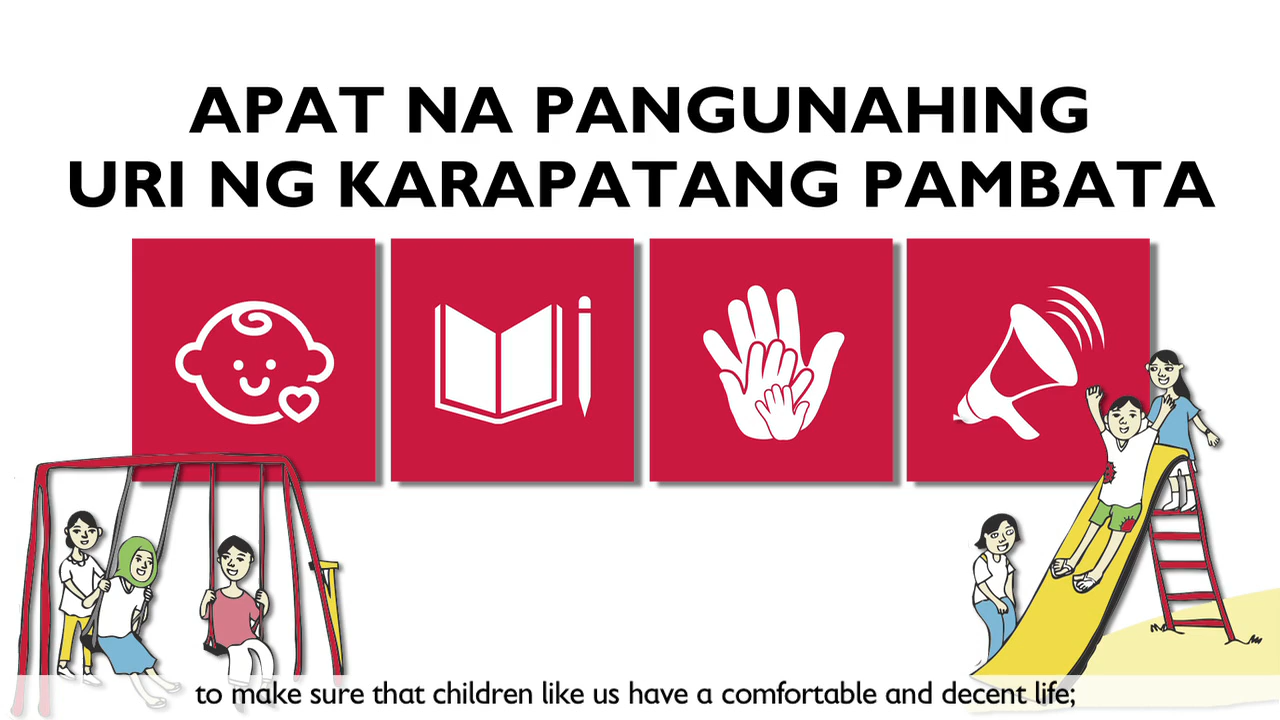 APAT NA PANGUNAHING
URI NG KARAPATANG PAMBATA
to make sure that children like us have a comfortable and decent life;